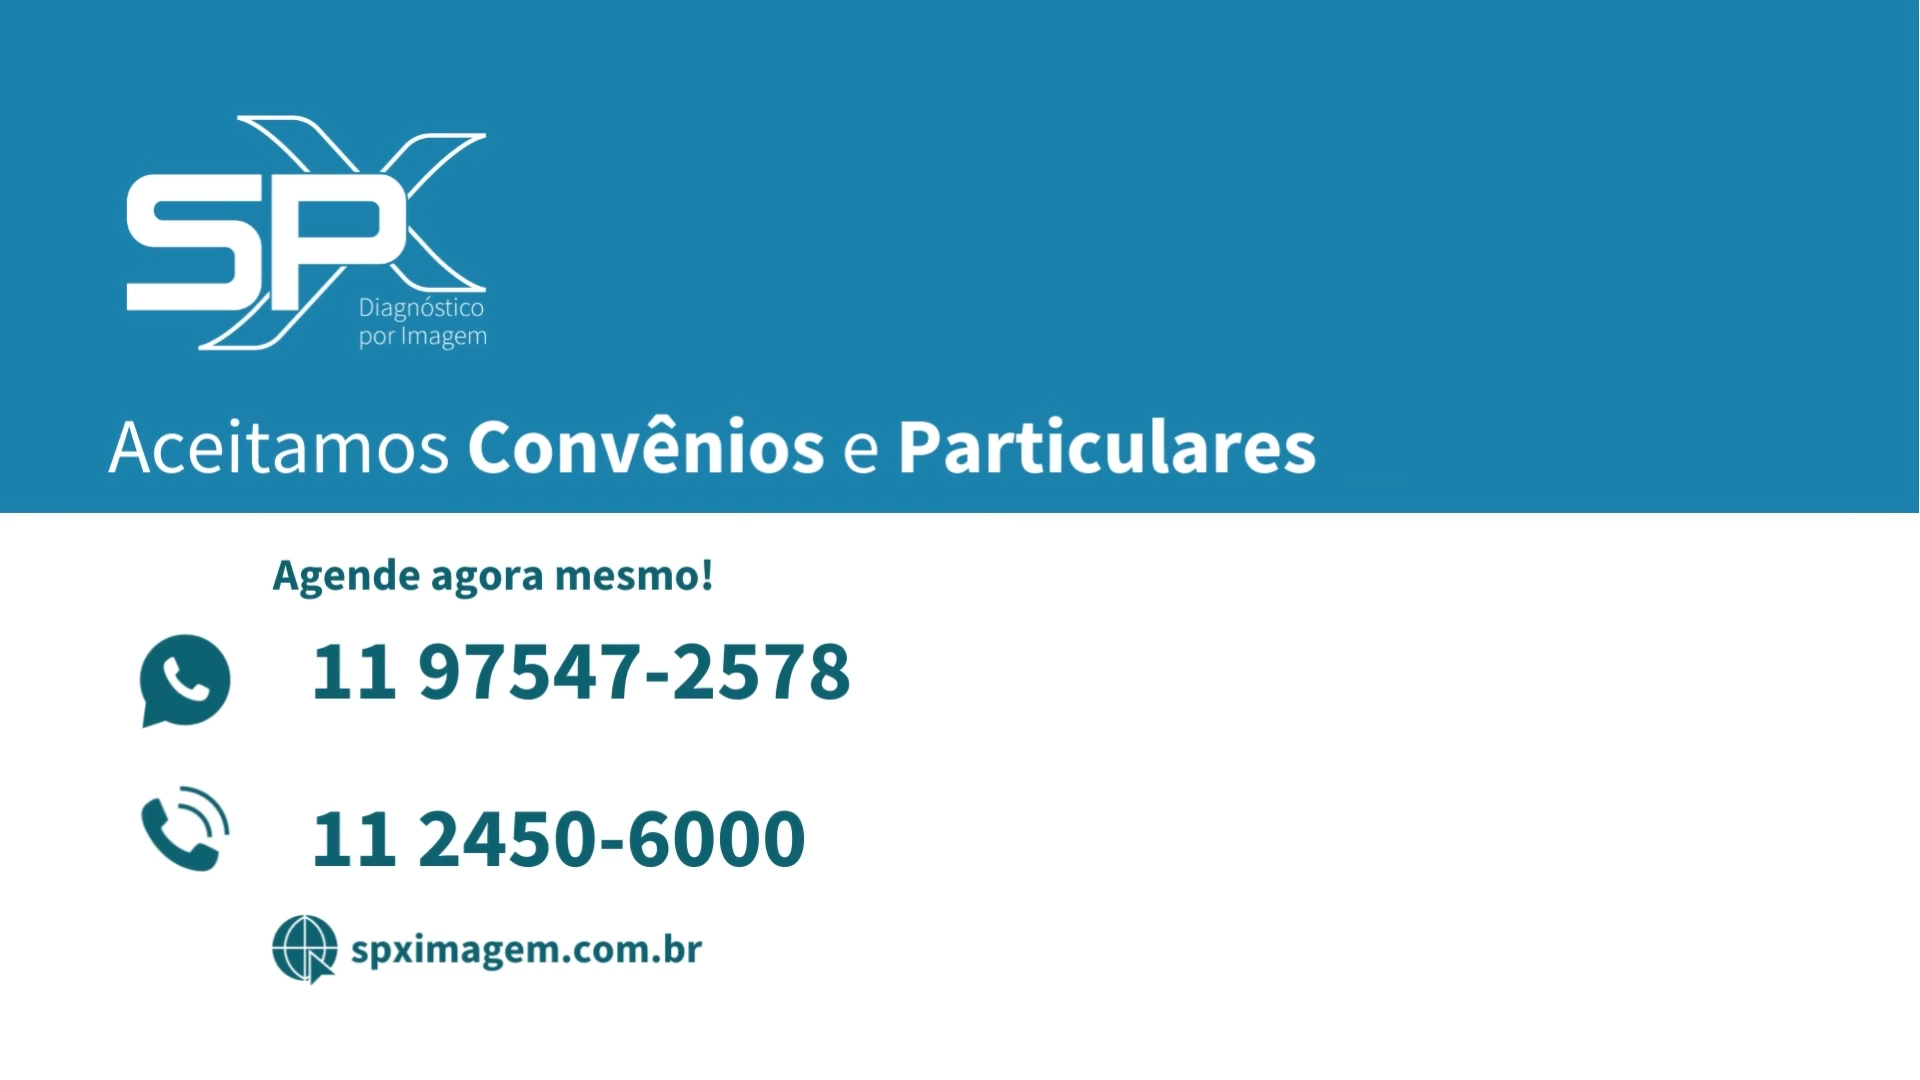 SPX
Diagnóstico
por Imagem
Aceitamos Convênios e Particulares
Agende agora mesmo!
11 97547-2578
11 2450-6000
spximagem.com.br